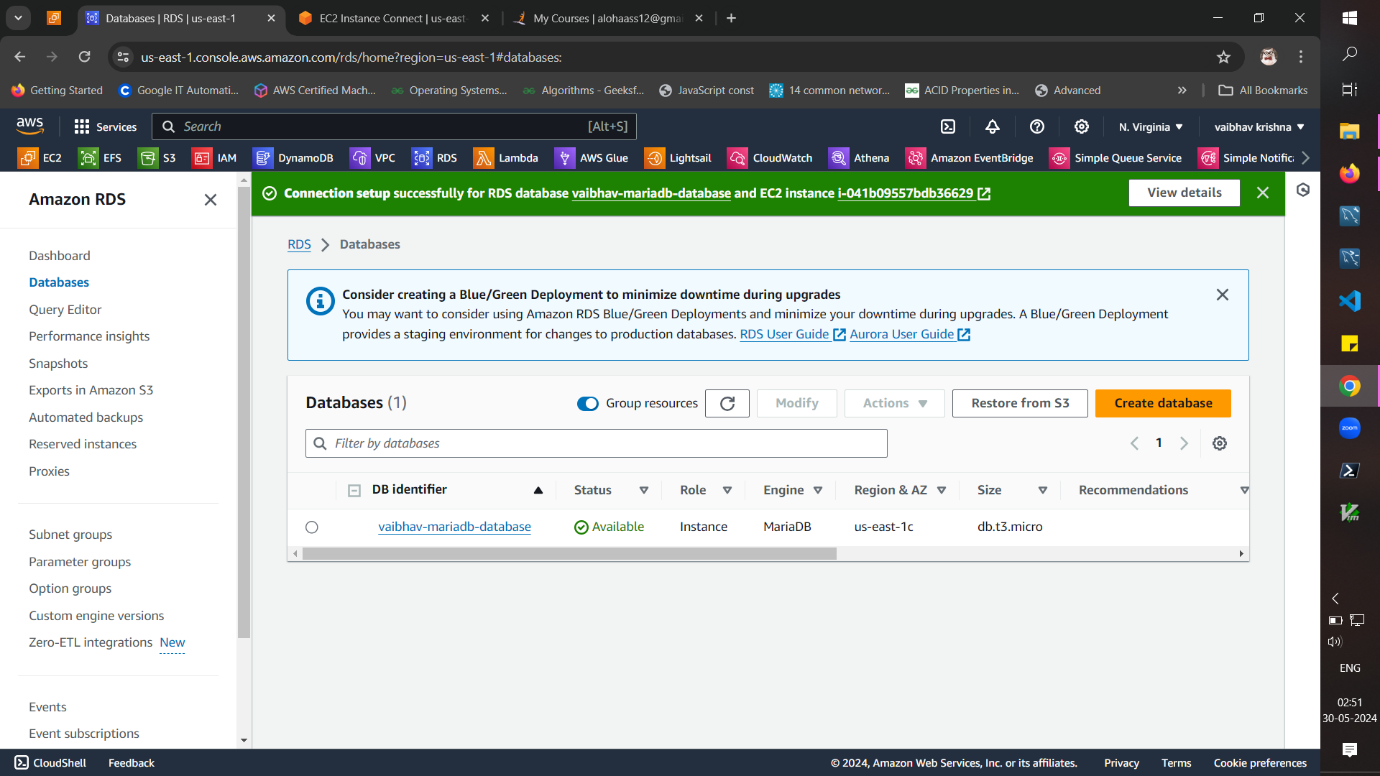 Databases | RDS | us-east-1
EC2 Instance Connect | us-east-
My Courses | alohaass12@gma
us-east-1.console.aws.amazon.com/rds/home?region=us-east-1#databases:
Getting Started
Google IT Automati...
AWS Certified Mach...
Operating Systems...
Algorithms - Geeksf...
JavaScript const
14 common networ...
ACID Properties in...
Advanced
All Bookmarks
aws
Services
Search
[Alt+S]
N. Virginia
vaibhav krishna
EC2
EFS
S3
IAM
DynamoDB
VPC
RDS
Lambda
AWS Glue
Lightsail
CloudWatch
Athena
Amazon EventBridge
Simple Queue Service
Simple Notific
Amazon RDS
Dashboard
Databases
Query Editor
Performance insights
Snapshots
Exports in Amazon S3
Automated backups
Reserved instances
Proxies
Subnet groups
Parameter groups
Option groups
Custom engine versions
Zero-ETL integrations New
Events
Event subscriptions
Connection setup successfully for RDS database vaibhav-mariadb-database and EC2 instance i-041b09557bdb36629
View details
RDS > Databases
Consider creating a Blue/Green Deployment to minimize downtime during upgrades
You may want to consider using Amazon RDS Blue/Green Deployments and minimize your downtime during upgrades. A Blue/Green Deployment
provides a staging environment for changes to production databases. RDS User Guide Aurora User Guide
Databases (1)
Group resources
Modify
Actions
Restore from S3
Create database
Filter by databases
1
DB identifier
Status
Role
Engine
Region & AZ
Size
Recommendations
vaibhav-mariadb-database
Available
Instance
MariaDB
us-east-1c
db.t3.micro
CloudShell
Feedback
© 2024, Amazon Web Services, Inc. or its affiliates.
Privacy
Terms
Cookie preferences
zoom
ENG
02:51
30-05-2024